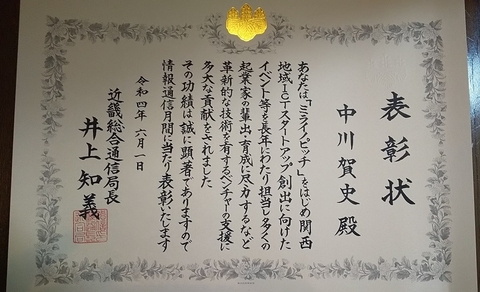 表彰状
中川賀史殿
あなたは、「ミライノピッチ」をはじめ関西
地域ICTスタートアップ創出に向けた
イベント等を長年にわたり担当し多くの
起業家の輩出・育成に尽力するなど
革新的な技術を有するベンチャーの支援に
多大な貢献をされました
その功績は誠に顕著でありますので
情報通信月間に当たり表彰いたします
令和四年六月一日
近畿総合通信局長
井上知義